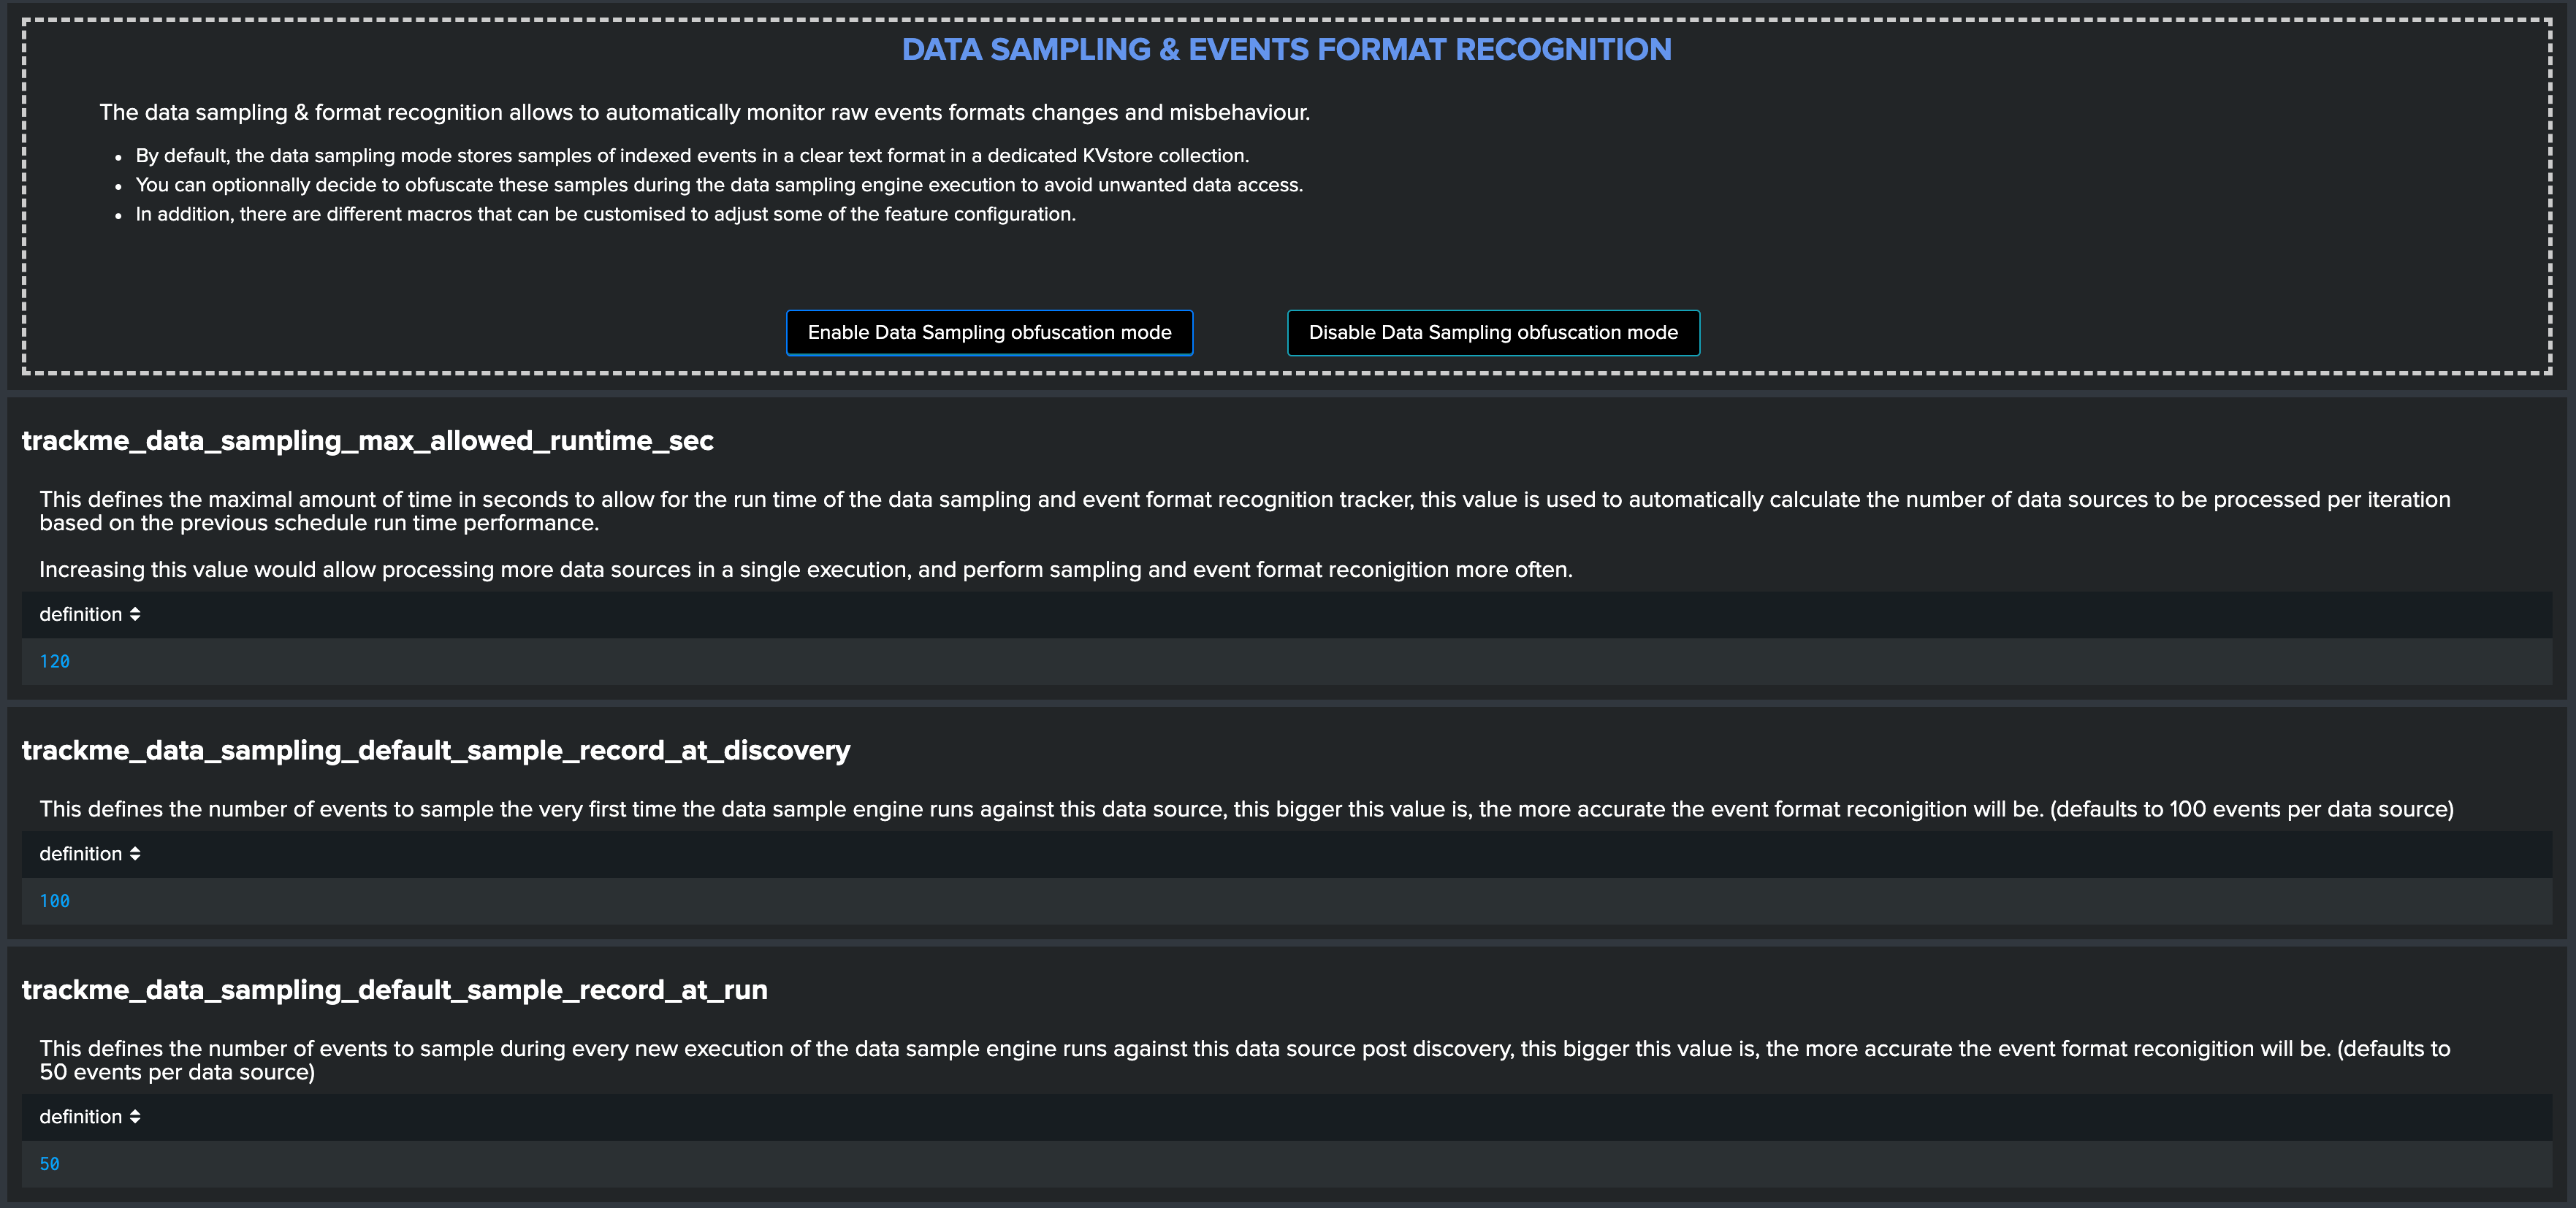 DATA SAMPLING & EVENTS FORMAT RECOGNITION
The data sampling & format recognition allows to automatically monitor raw events formats changes and misbehaviour.
• By default, the data sampling mode stores samples of indexed events in a clear text format in a dedicated KVstore collection.
• You can optionnally decide to obfuscate these samples during the data sampling engine execution to avoid unwanted data access.
• In addition, there are different macros that can be customised to adjust some of the feature configuration.
Enable Data Sampling obfuscation mode Disable Data Sampling obfuscation mode
trackme_data_sampling_max_allowed_runtime_sec
This defines the maximal amount of time in seconds to allow for the run time of the data sampling and event format recognition tracker, this value is used to automatically calculate the number of data sources to be processed per iteration
based on the previous schedule run time performance.
Increasing this value would allow processing more data sources in a single execution, and perform sampling and event format reconigition more often.
definition
120
trackme_data_sampling_default_sample_record_at_discovery
This defines the number of events to sample the very first time the data sample engine runs against this data source, this bigger this value is, the more accurate the event format reconigition will be. (defaults to 100 events per data source)
definition
100
trackme_data_sampling_default_sample_record_at_run
This defines the number of events to sample during every new execution of the data sample engine runs against this data source post discovery, this bigger this value is, the more accurate the event format reconigition will be. (defaults to
50 events per data source)
definition
50